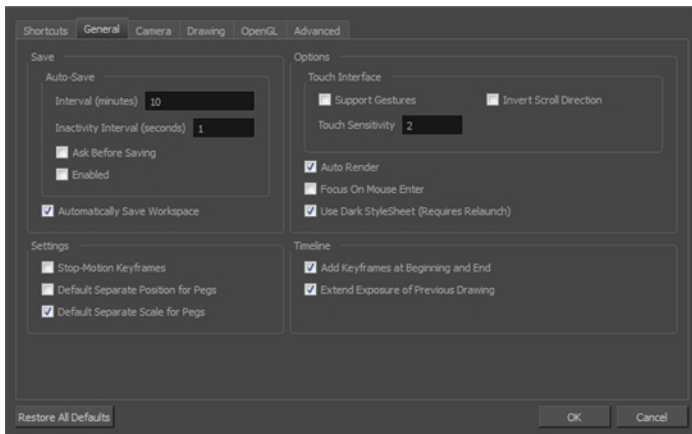 Shortcuts General Camera Drawing OpenGL Advanced
Save
Auto-Save
Interval (minutes) 10
Inactivity Interval (seconds) 1
Ask Before Saving
Enabled
Automatically Save Workspace
Options
Touch Interface
Support Gestures Invert Scroll Direction
Touch Sensitivity 2
Auto Render
Focus On Mouse Enter
Use Dark StyleSheet (Requires Relaunch)
Settings
Stop-Motion Keyframes
Default Separate Position for Pegs
Default Separate Scale for Pegs
Timeline
Add Keyframes at Beginning and End
Extend Exposure of Previous Drawing
Restore All Defaults OK Cancel